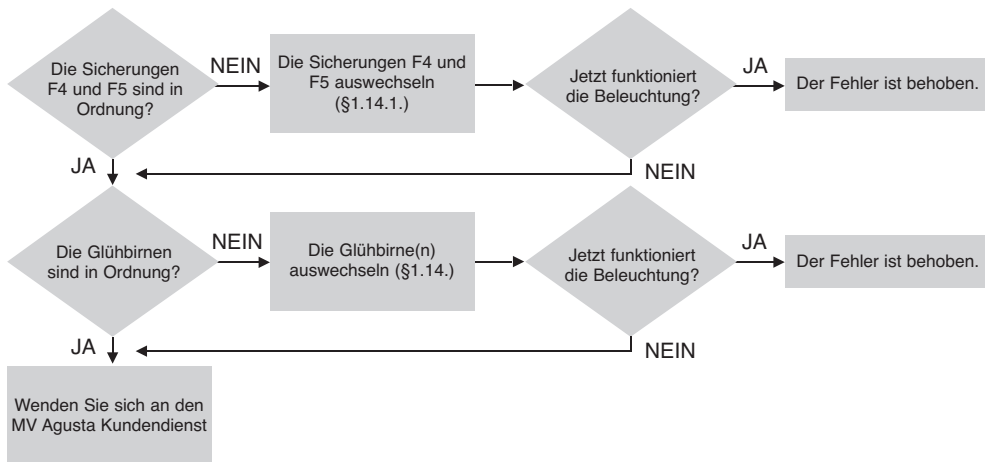 Die Sicherungen
F4 und F5 sind in
Ordnung?
NEIN
Die Sicherungen F4 und
F5 auswechseln
(§1.14.1.)
Jetzt funktioniert
die Beleuchtung?
JA
Der Fehler ist behoben.
JA
NEIN
Die Glühbirnen
sind in Ordnung?
NEIN
Die Glühbirne(n)
auswechseln (§1.14.)
Jetzt funktioniert
die Beleuchtung?
JA
Der Fehler ist behoben.
JA
NEIN
Wenden Sie sich an den
MV Agusta Kundendienst